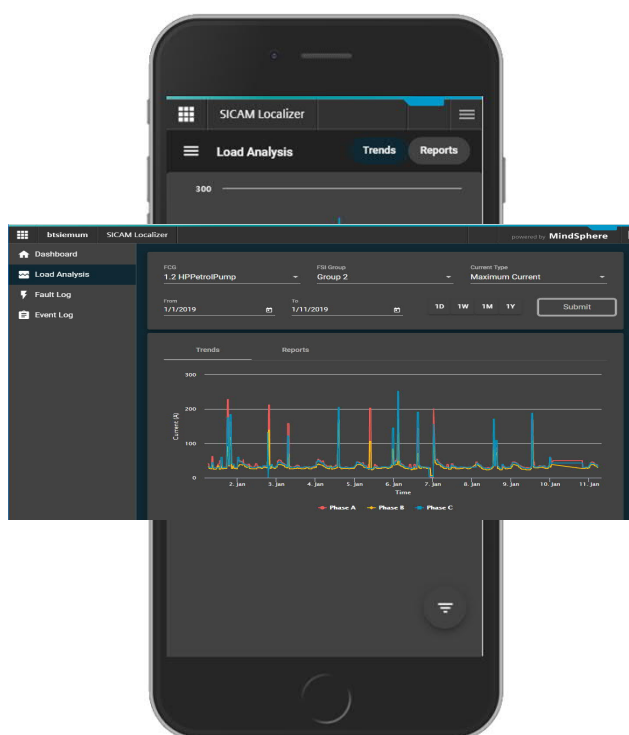 SICAM Localizer
Load Analysis Trends Reports
300
btsiemum SICAM Localizer powered by MindSphere
Dashboard
Load Analysis
Fault Log
Event Log
FCG FSI Group Current Type
1.2 HPPetrolPump Group 2 Maximum Current
From To
1/1/2019 1/11/2019 1D 1W 1M 1Y Submit
Trends Reports
300
200
100
0
Current (A)
2. Jan 3. Jan 4. Jan 5. Jan 6. Jan 7. Jan 8. Jan 9. Jan 10. Jan 11. Jan
Time
Phase A Phase B Phase C